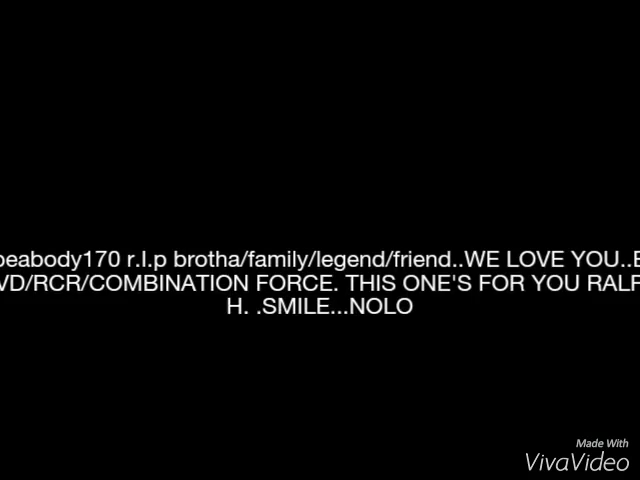 peabody170 r.I.p brotha/family/legend/friend..WE LOVE YOU..E
VD/RCR/COMBINATION FORCE. THIS ONE'S FOR YOU RALP
H. .SMILE...NOLO
Made With
VivaVideo